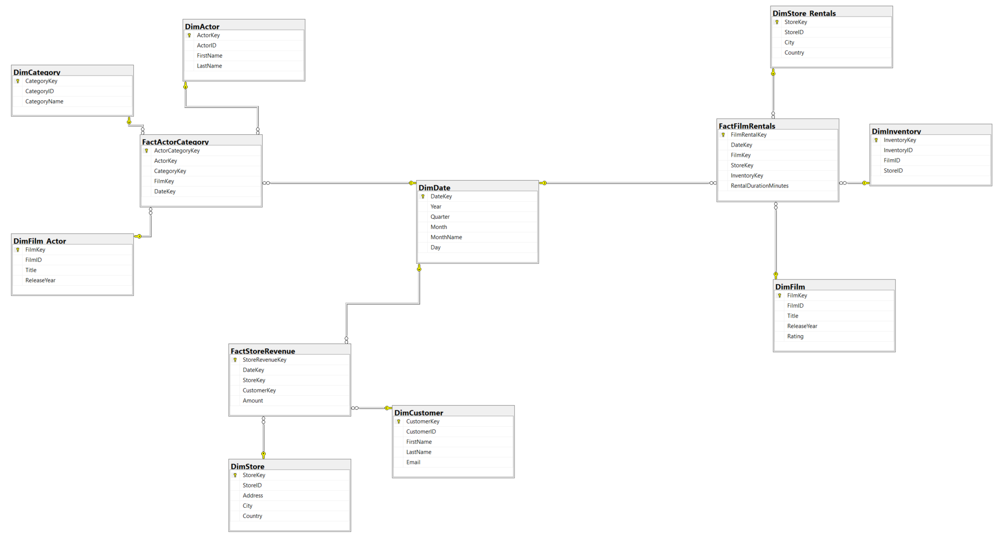 DimActor
ActorKey
ActorID
FirstName
LastName
DimCategory
CategoryKey
CategoryID
CategoryName
FactActorCategory
ActorCategoryKey
ActorKey
CategoryKey
FilmKey
DateKey
DimFilm_Actor
FilmKey
FilmID
Title
ReleaseYear
DimDate
DateKey
Year
Quarter
Month
MonthName
Day
DimStore_Rentals
StoreKey
StoreID
City
Country
FactFilmRentals
FilmRentalKey
DateKey
FilmKey
StoreKey
InventoryKey
RentalDurationMinutes
DimInventory
InventoryKey
InventoryID
FilmID
StoreID
DimFilm
FilmKey
FilmID
Title
ReleaseYear
Rating
FactStoreRevenue
StoreRevenueKey
DateKey
StoreKey
CustomerKey
Amount
DimCustomer
CustomerKey
CustomerID
FirstName
LastName
Email
DimStore
StoreKey
StoreID
Address
City
Country